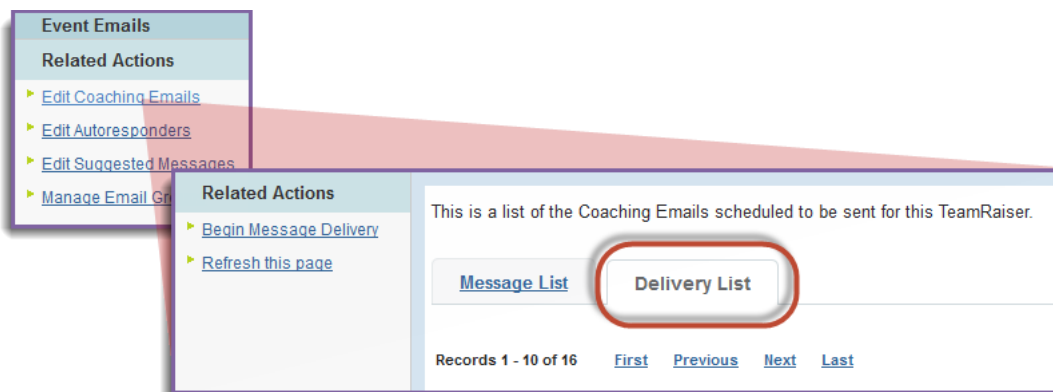 Event Emails
Related Actions
Edit Coaching Emails
Edit Autoresponders
Edit Suggested Messages
Manage Email Gr
Related Actions
Begin Message Delivery
Refresh this page
This is a list of the Coaching Emails scheduled to be sent for this TeamRaiser.
Message List Delivery List
Records 1 - 10 of 16 First Previous Next Last